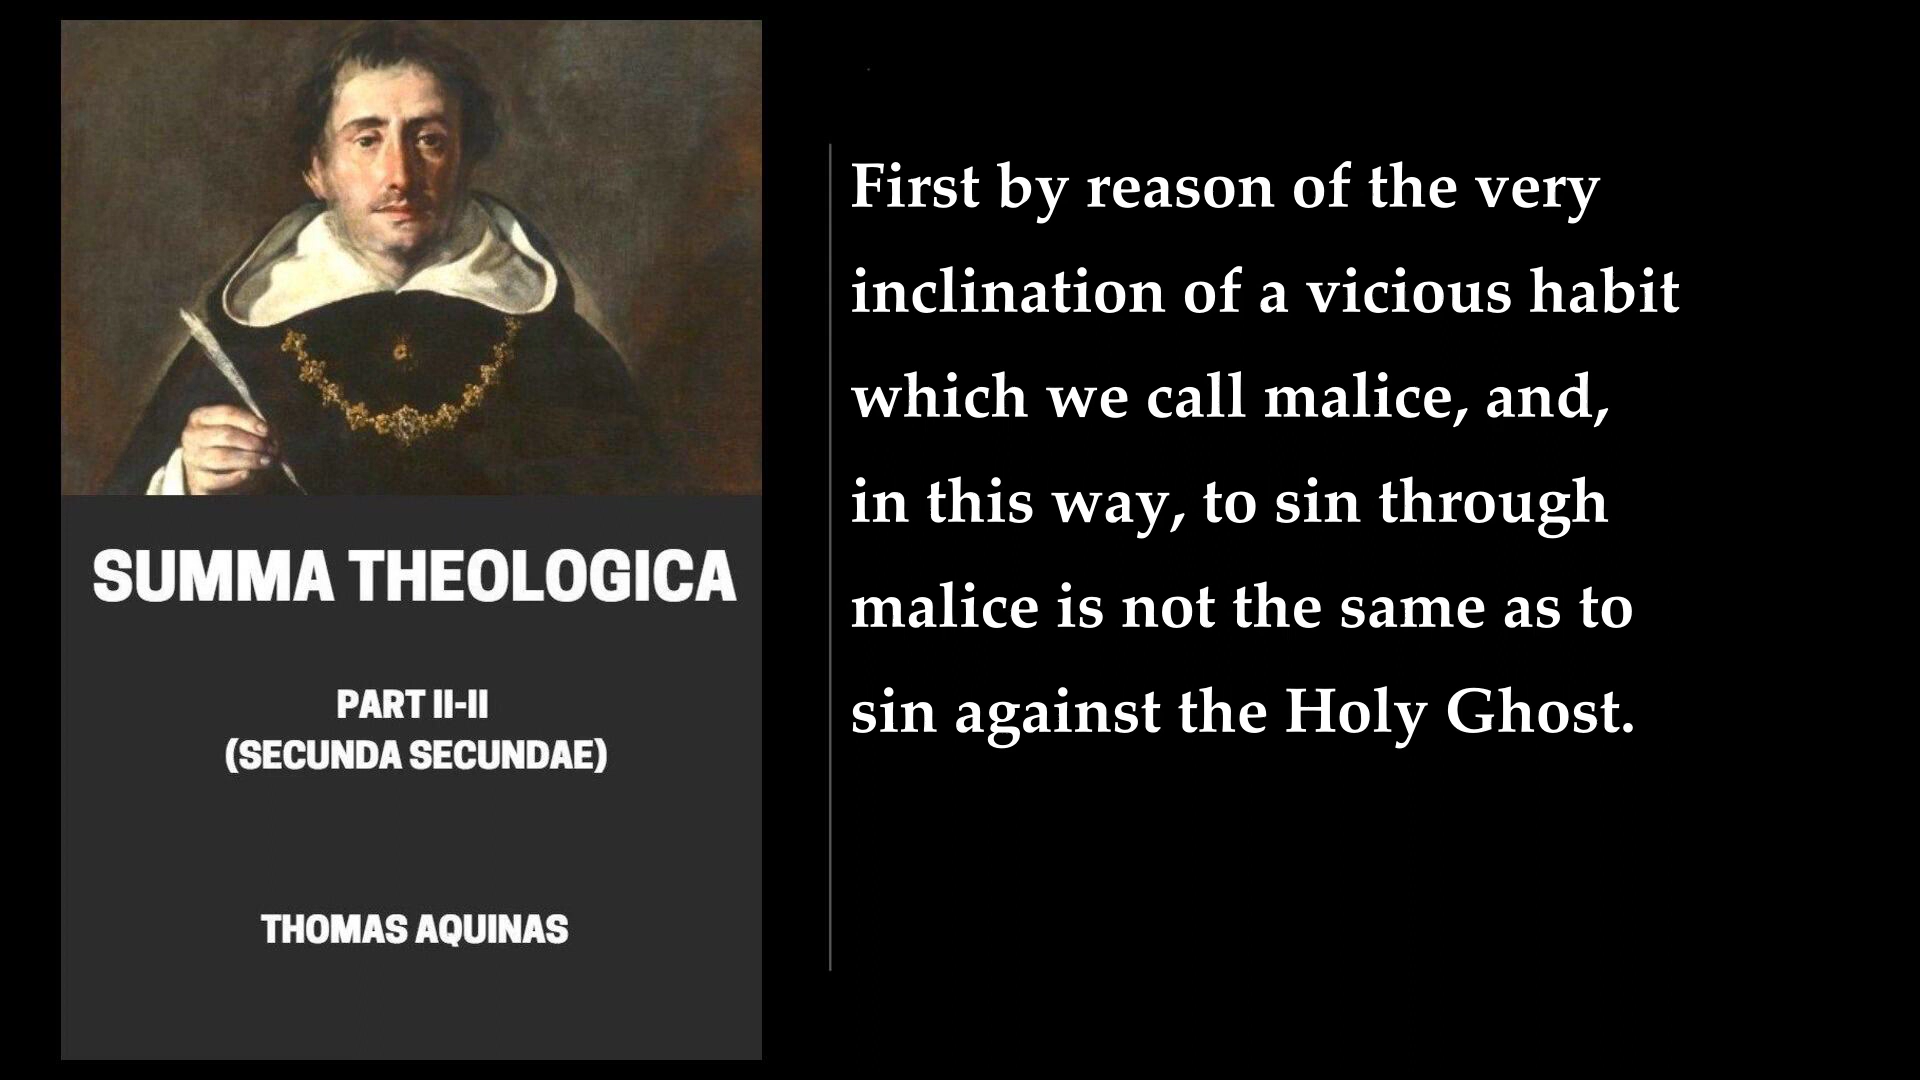 SUMMA THEOLOGICA
PART II-II
(SECUNDA SECUNDAE)
THOMAS AQUINAS
First by reason of the very
inclination of a vicious habit
which we call malice, and,
in this way, to sin through
malice is not the same as to
sin against the Holy Ghost.